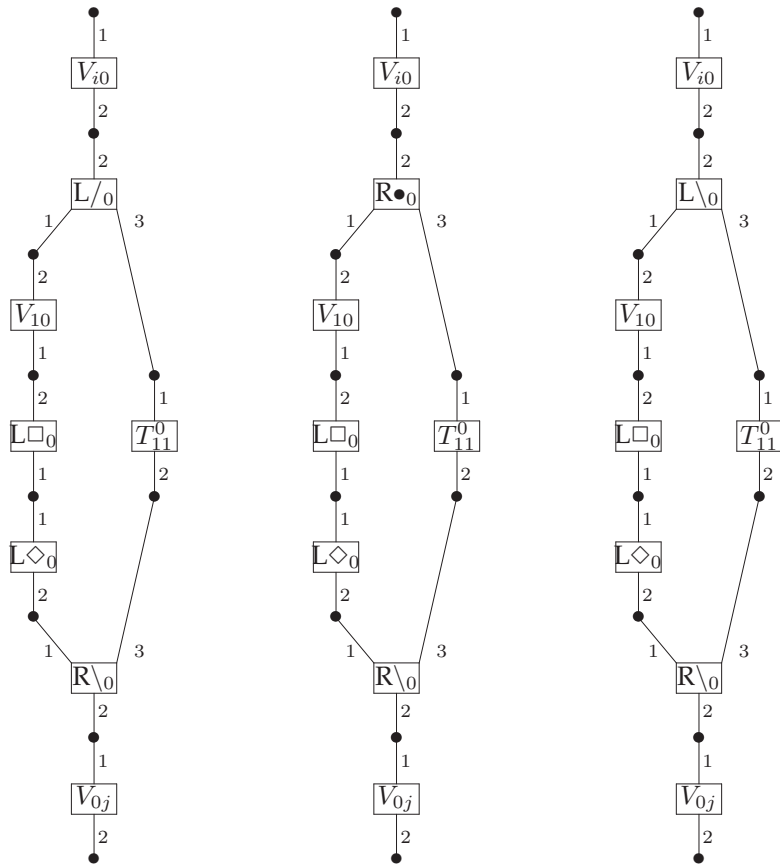 1 1 1
V_{i0} V_{i0} V_{i0}
2 2 2
2 2 2
L/_0 R●_0 L\_0
1 3 1 3 1 3
2 2 2
V_{10} V_{10} V_{10}
1 1 1
2 1 2 1 2 1
L□_0 T^0_{11} L□_0 T^0_{11} L□_0 T^0_{11}
1 2 1 2 1 2
1 1 1
L◇_0 L◇_0 L◇_0
2 2 2
1 3 1 3 1 3
R\_0 R\_0 R\_0
2 2 2
1 1 1
V_{0j} V_{0j} V_{0j}
2 2 2